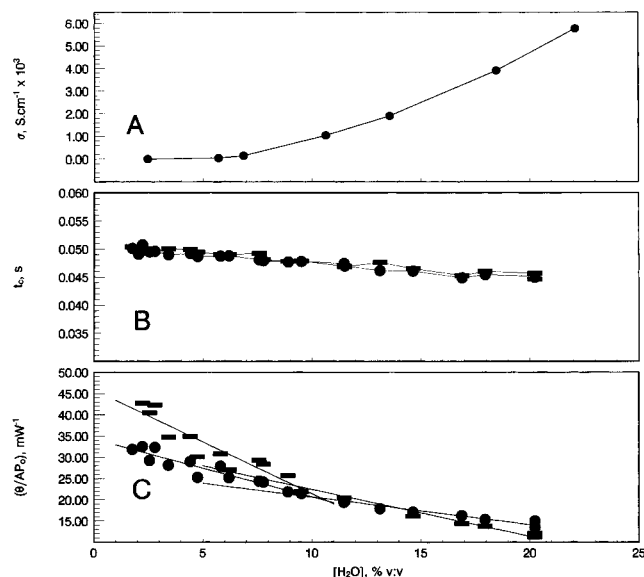 6.00
5.00
4.00
3.00
2.00
1.00
0.00
σ, S.cm⁻¹ x 10³
A
0.060
0.055
0.050
0.045
0.040
0.035
t꜀, s
B
50.00
45.00
40.00
35.00
30.00
25.00
20.00
15.00
(θ/AP₀), mW⁻¹
C
0 5 10 15 20 25
[H₂O], % v:v